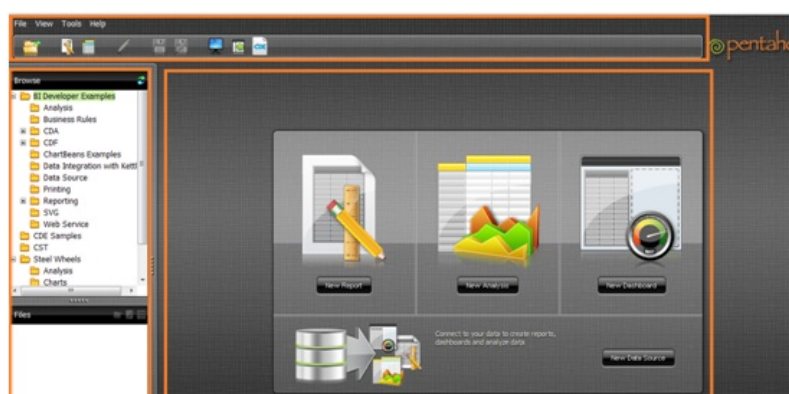 File View Tools Help
CDE
pentaho
Browse
BI Developer Examples
Analysis
Business Rules
CDA
CDF
ChartBeans Examples
Data Integration with Kettl
Data Source
Printing
Reporting
SVG
Web Service
CDE Samples
CST
Steel Wheels
Analysis
Charts
Files
New Report
New Analysis
New Dashboard
Connect to your data to create reports,
dashboards and analyze data
New Data Source